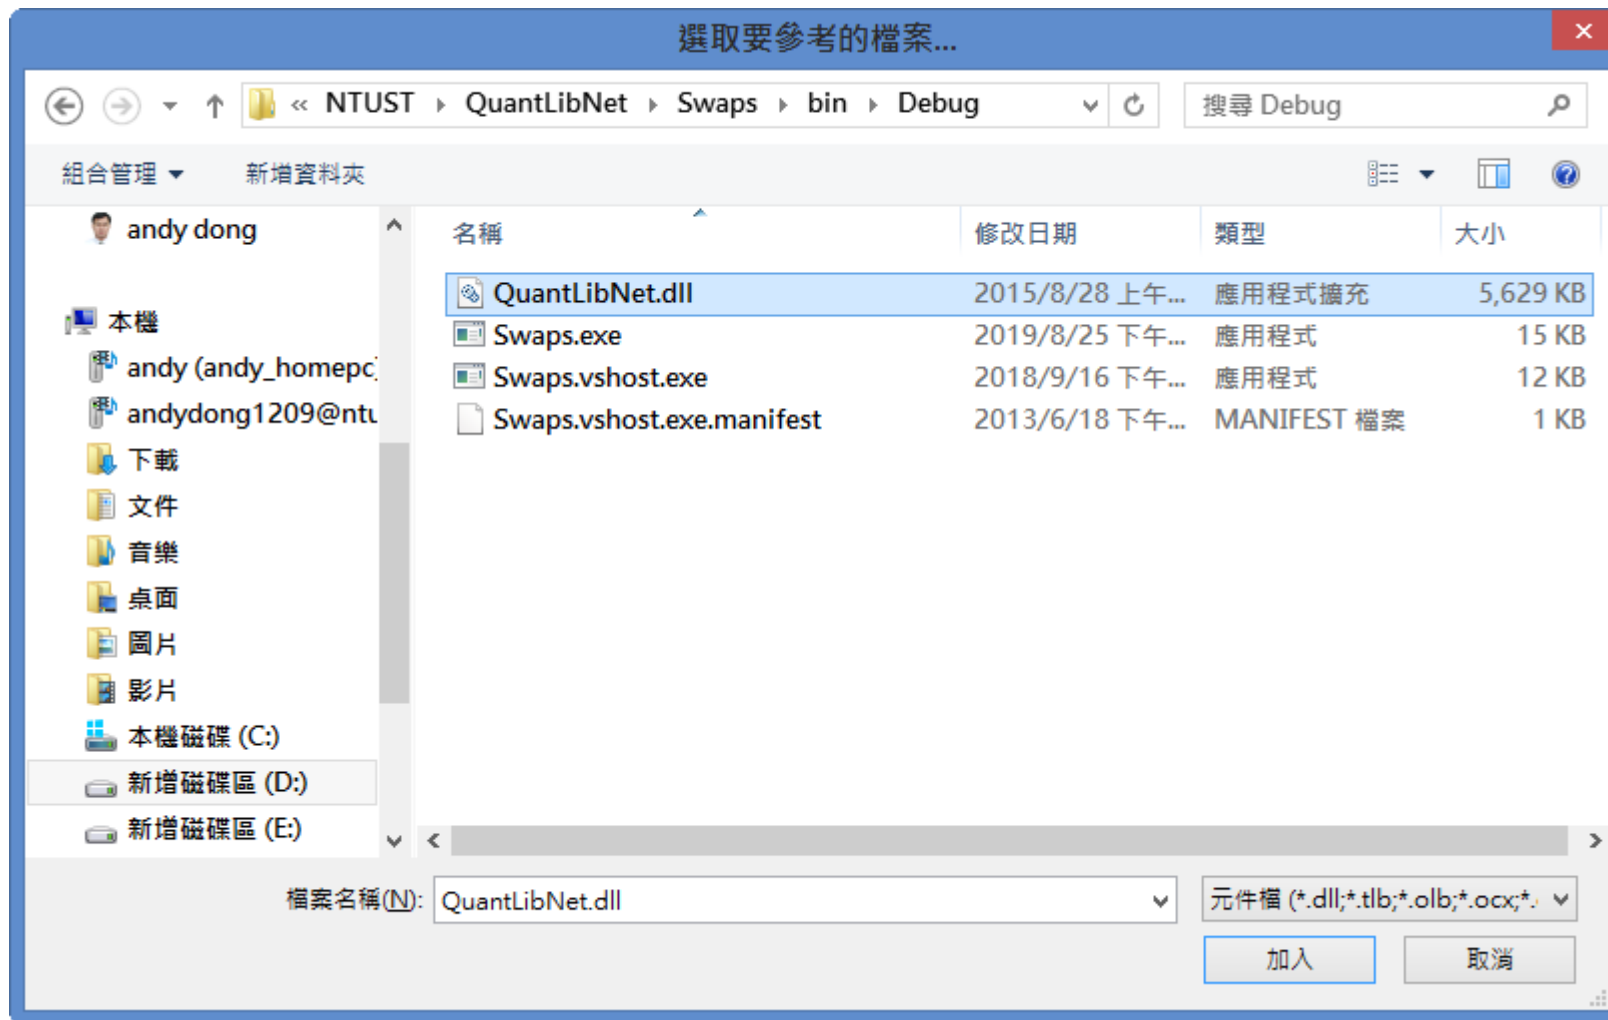 選取要參考的檔案...
« NTUST QuantLibNet Swaps bin Debug 搜尋 Debug
組合管理 新增資料夾
andy dong
本機
andy (andy_homepc)
andydong1209@ntu
下載
文件
音樂
桌面
圖片
影片
本機磁碟 (C:)
新增磁碟區 (D:)
新增磁碟區 (E:)
名稱 修改日期 類型 大小
QuantLibNet.dll 2015/8/28 上午... 應用程式擴充 5,629 KB
Swaps.exe 2019/8/25 下午... 應用程式 15 KB
Swaps.vshost.exe 2018/9/16 下午... 應用程式 12 KB
Swaps.vshost.exe.manifest 2013/6/18 下午... MANIFEST 檔案 1 KB
檔案名稱(N): QuantLibNet.dll 元件檔 (*.dll;*.tlb;*.olb;*.ocx;*.
加入 取消